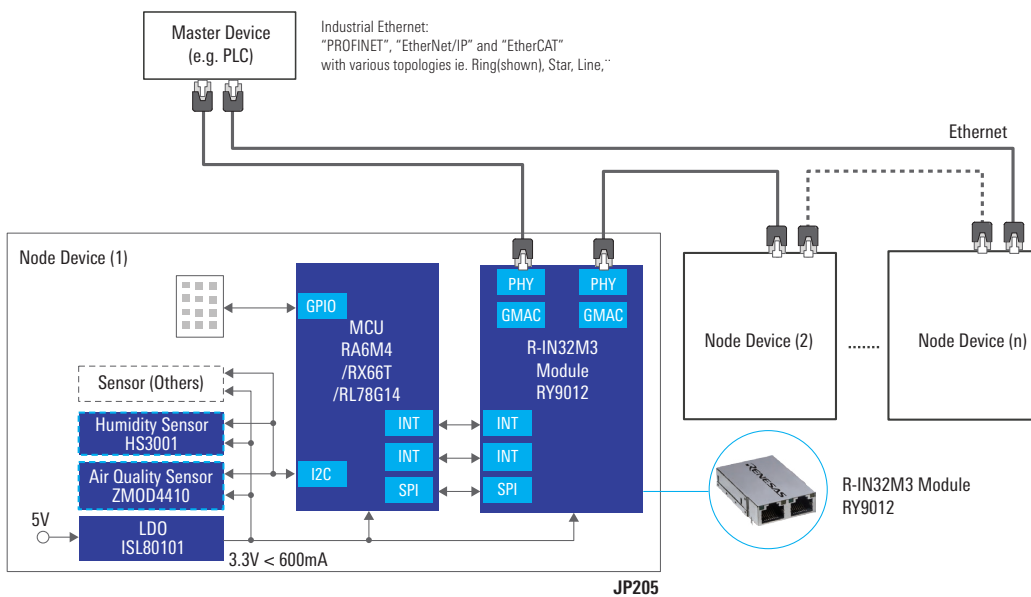 Master Device
(e.g. PLC)
Industrial Ethernet:
“PROFINET”, “EtherNet/IP” and “EtherCAT”
with various topologies ie. Ring(shown), Star, Line,¨
Ethernet
Node Device (1)
PHY
PHY
GMAC
GMAC
GPIO
MCU
RA6M4
/RX66T
/RL78G14
R-IN32M3
Module
RY9012
Node Device (2)
.......
Node Device (n)
Sensor (Others)
Humidity Sensor
HS3001
Air Quality Sensor
ZMOD4410
I2C
INT
INT
INT
INT
SPI
SPI
5V
LDO
ISL80101
3.3V < 600mA
RENESAS
R-IN32M3 Module
RY9012
JP205